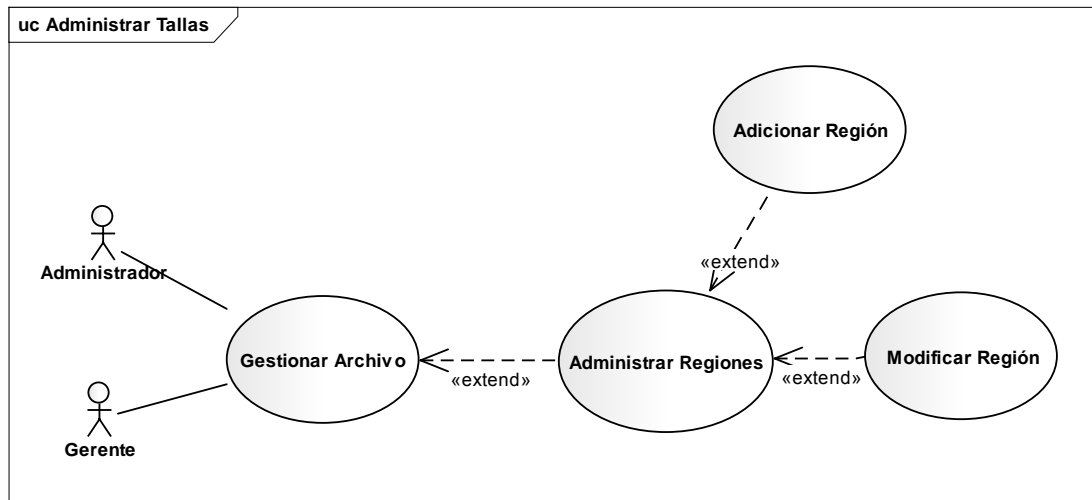 uc Administrar Tallas
Adicionar Región
«extend»
Administrador
Gestionar Archivo
«extend»
Administrar Regiones
«extend»
Modificar Región
Gerente